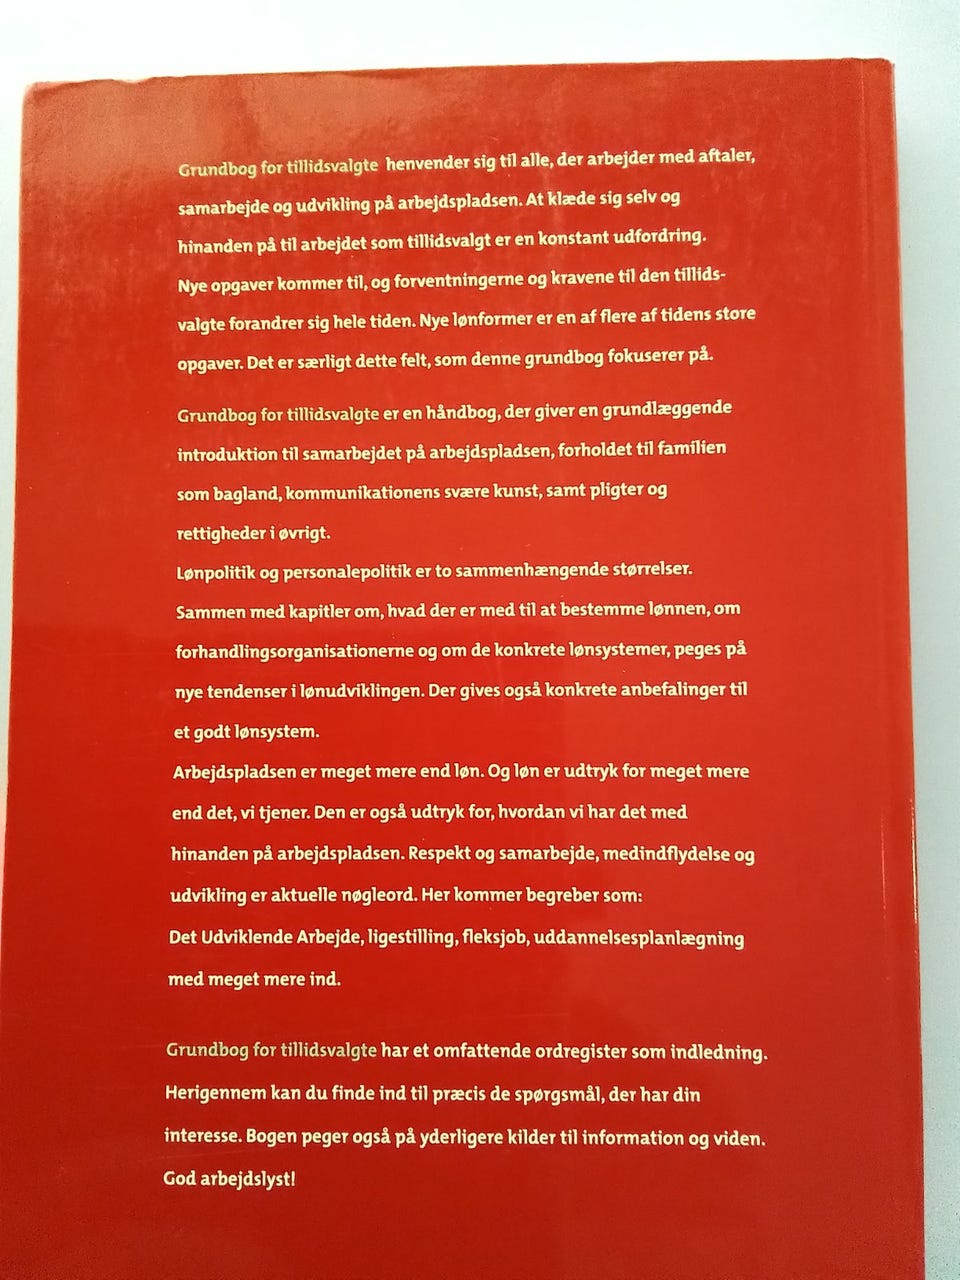 Grundbog for tillidsvalgte henvender sig til alle, der arbejder med aftaler,
samarbejde og udvikling på arbejdspladsen. At klæde sig selv og
hinanden på til arbejdet som tillidsvalgt er en konstant udfordring.
Nye opgaver kommer til, og forventningerne og kravene til den tillids-
valgte forandrer sig hele tiden. Nye lønformer er en af flere af tidens store
opgaver. Det er særligt dette felt, som denne grundbog fokuserer på.
Grundbog for tillidsvalgte er en håndbog, der giver en grundlæggende
introduktion til samarbejdet på arbejdspladsen, forholdet til familien
som bagland, kommunikationens svære kunst, samt pligter og
rettigheder i øvrigt.
Lønpolitik og personalepolitik er to sammenhængende størrelser.
Sammen med kapitler om, hvad der er med til at bestemme lønnen, om
forhandlingsorganisationerne og om de konkrete lønsystemer, peges på
nye tendenser i lønudviklingen. Der gives også konkrete anbefalinger til
et godt lønsystem.
Arbejdspladsen er meget mere end løn. Og løn er udtryk for meget mere
end det, vi tjener. Den er også udtryk for, hvordan vi har det med
hinanden på arbejdspladsen. Respekt og samarbejde, medindflydelse og
udvikling er aktuelle nøgleord. Her kommer begreber som:
Det Udviklende Arbejde, ligestilling, fleksjob, uddannelsesplanlægning
med meget mere ind.
Grundbog for tillidsvalgte har et omfattende ordregister som indledning.
Herigennem kan du finde ind til præcis de spørgsmål, der har din
interesse. Bogen peger også på yderligere kilder til information og viden.
God arbejdslyst!